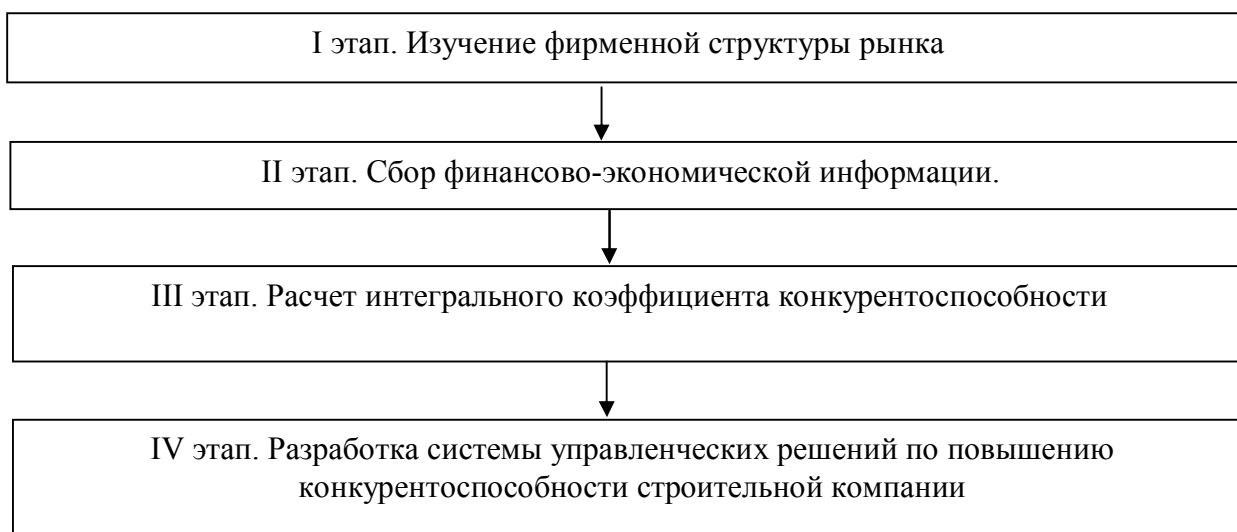 I этап. Изучение фирменной структуры рынка
II этап. Сбор финансово-экономической информации.
III этап. Расчет интегрального коэффициента конкурентоспособности
IV этап. Разработка системы управленческих решений по повышению
конкурентоспособности строительной компании